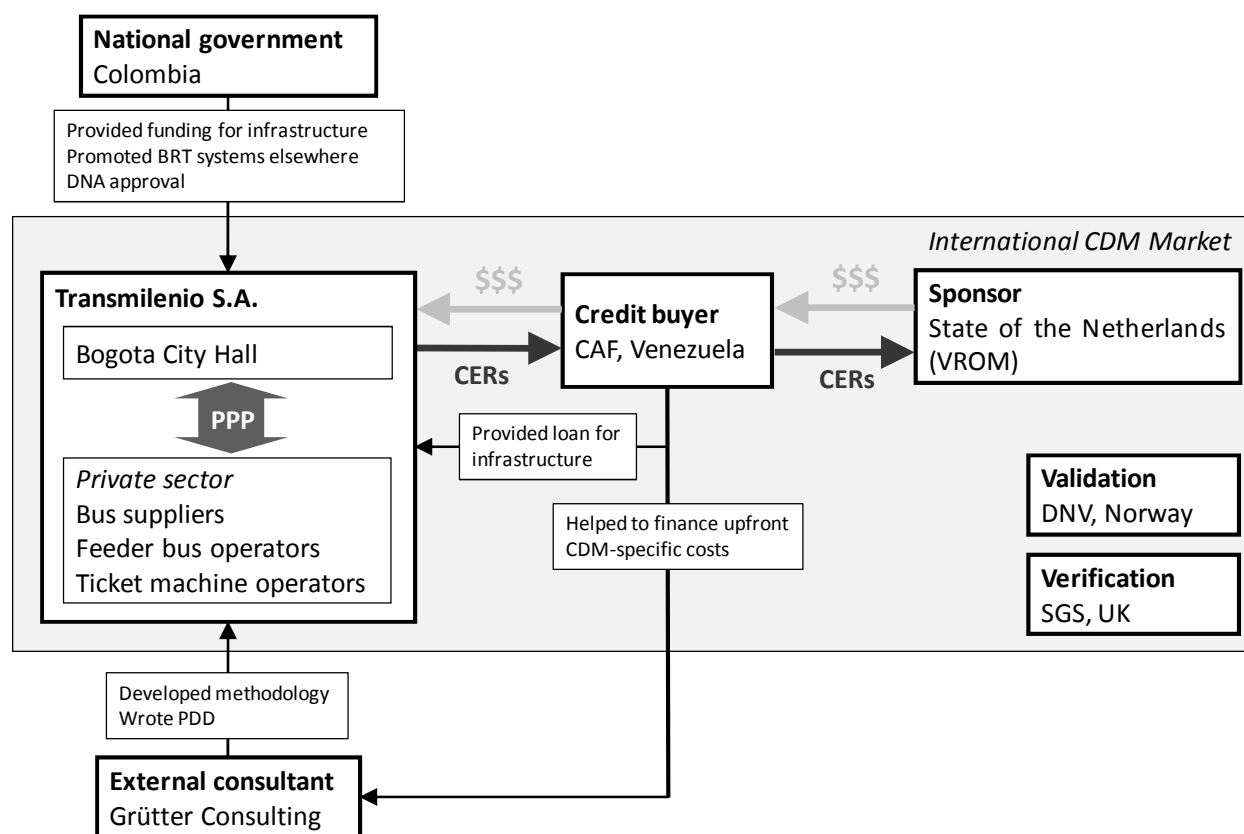 National government
Colombia
Provided funding for infrastructure
Promoted BRT systems elsewhere
DNA approval
International CDM Market
Transmilenio S.A.
Bogota City Hall
PPP
Private sector
Bus suppliers
Feeder bus operators
Ticket machine operators
$$$
CERs
Credit buyer
CAF, Venezuela
$$$
CERs
Sponsor
State of the Netherlands
(VROM)
Provided loan for
infrastructure
Helped to finance upfront
CDM-specific costs
Validation
DNV, Norway
Verification
SGS, UK
Developed methodology
Wrote PDD
External consultant
Grütter Consulting